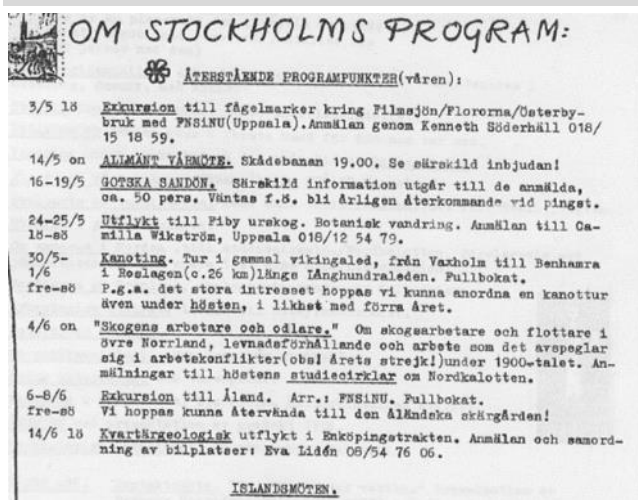 OM STOCKHOLMS PROGRAM:
ÅTERSTÅENDE PROGRAMPUNKTER(våren):
3/5 lö Exkursion till fågelmarker kring Filmsjön/Flororna/Österby-
bruk med FNSiNU(Uppsala).Anmälan genom Kenneth Söderhäll 018/
15 18 59.
14/5 on ALLMÄNT VÅRMÖTE. Skådebanan 19.00. Se särskild inbjudan!
16-19/5 GOTSKA SANDÖN. Särskild information utgår till de anmälda,
ca. 50 pers. Väntas f.ö. bli årligen återkommande vid pingst.
24-25/5 Utflykt till Fiby urskog. Botanisk vandring. Anmälan till Ca-
lö-sö milla Wikström, Uppsala 018/12 54 79.
30/5- Kanoting. Tur i gammal vikingaled, från Vaxholm till Benhamra
1/6 i Roslagen(c.26 km)längs Långhundraleden. Fullbokat.
fre-sö P.g.a. det stora intresset hoppas vi kunna anordna en kanottur
även under hösten, i likhet med förra året.
4/6 on "Skogens arbetare och odlare." Om skogsarbetare och flottare i
övre Norrland, levnadsförhållande och arbete som det avspeglar
sig i arbetskonflikter(obs! årets strejk!)under 1900-talet. An-
mälningar till höstens studiecirklar om Nordkalotten.
6-8/6 Exkursion till Åland. Arr.: FNSiNU. Fullbokat.
fre-sö Vi hoppas kunna återvända till den åländska skärgården!
14/6 lö Kvartärgeologisk utflykt i Enköpingstrakten. Anmälan och samord-
ning av bilplatser: Eva Lidén 08/54 76 06.
ISLANDSMÖTEN.